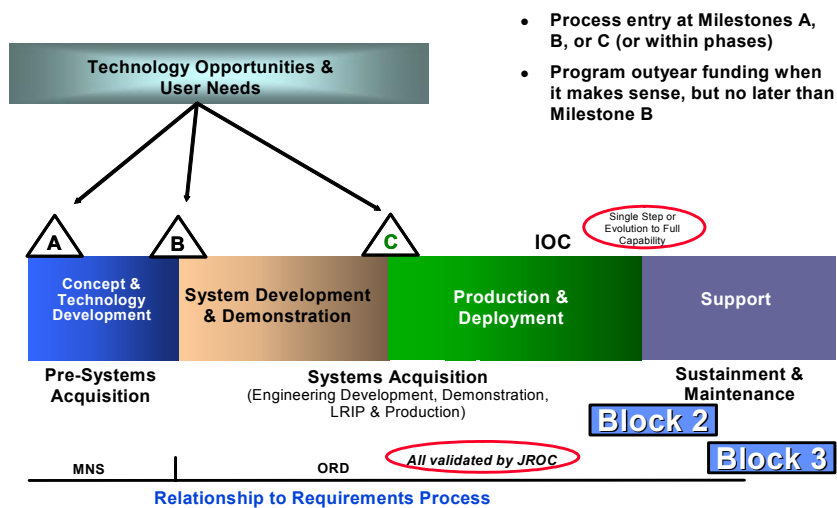 ● Process entry at Milestones A,
B, or C (or within phases)
● Program outyear funding when
it makes sense, but no later than
Milestone B
Technology Opportunities &
User Needs
A
B
C
IOC
Single Step or
Evolution to Full
Capability
Concept &
Technology
Development
System Development
& Demonstration
Production &
Deployment
Support
Pre-Systems
Acquisition
Systems Acquisition
(Engineering Development, Demonstration,
LRIP & Production)
Sustainment &
Maintenance
Block 2
Block 3
MNS
ORD
All validated by JROC
Relationship to Requirements Process